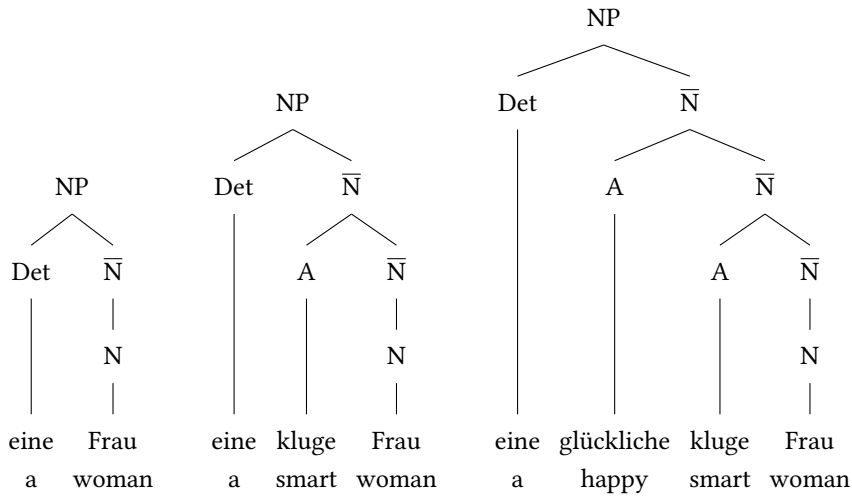 NP
NP Det N̅
NP Det N̅ A N̅
Det N̅ A N̅ A N̅
N N N
eine Frau eine kluge Frau eine glückliche kluge Frau
a woman a smart woman a happy smart woman